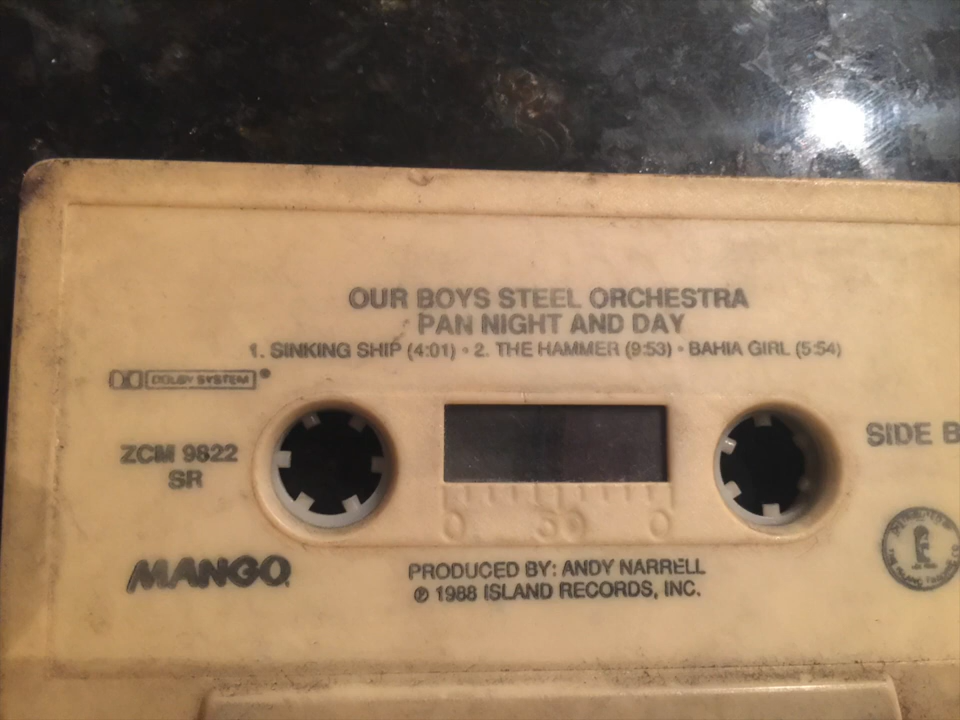 OUR BOYS STEEL ORCHESTRA
PAN NIGHT AND DAY
1. SINKING SHIP (4:01) • 2. THE HAMMER (9:53) • BAHIA GIRL (5:54)
DOLBY SYSTEM
ZCM 9822
SR
SIDE B
0 50 0
MANGO
PRODUCED BY: ANDY NARRELL
℗ 1988 ISLAND RECORDS, INC.